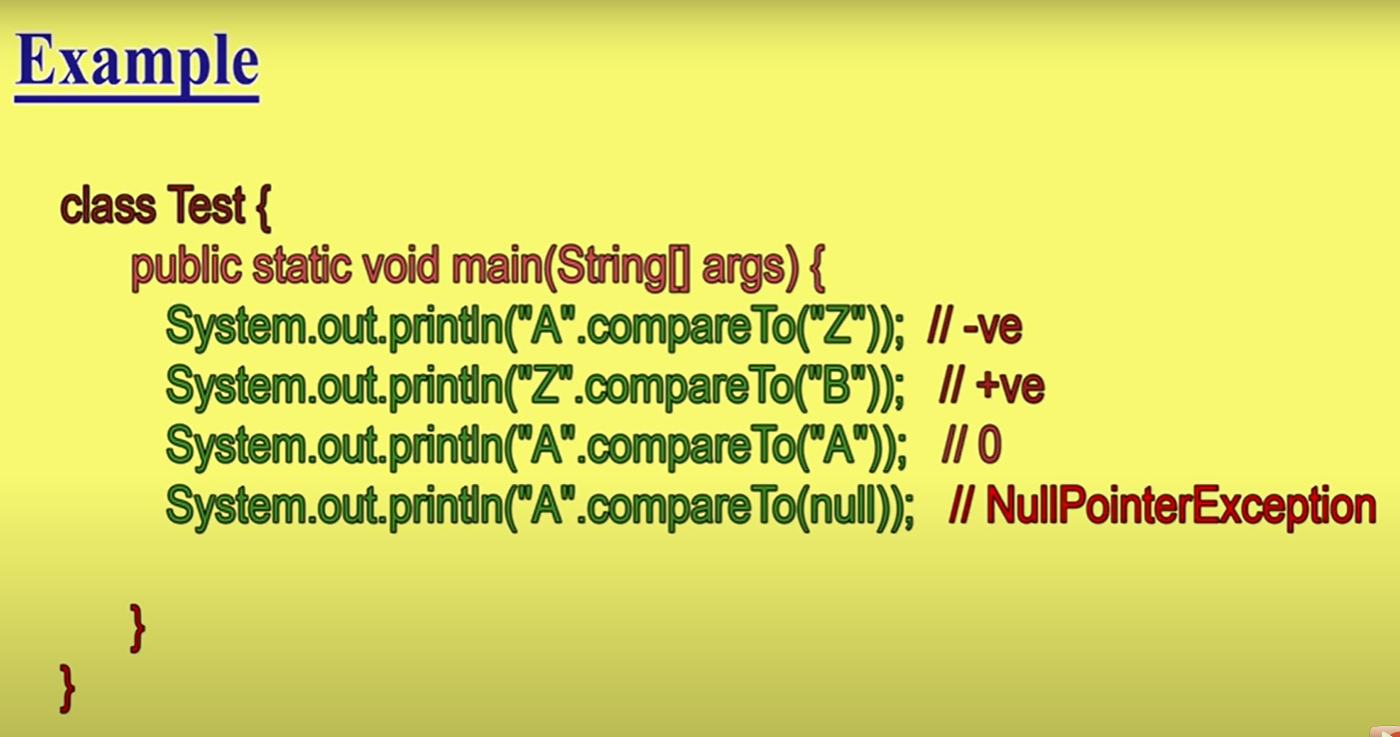 Example
class Test {
public static void main(String[] args) {
System.out.println("A".compareTo("Z")); // -ve
System.out.println("Z".compareTo("B")); // +ve
System.out.println("A".compareTo("A")); // 0
System.out.println("A".compareTo(null)); // NullPointerException
}
}